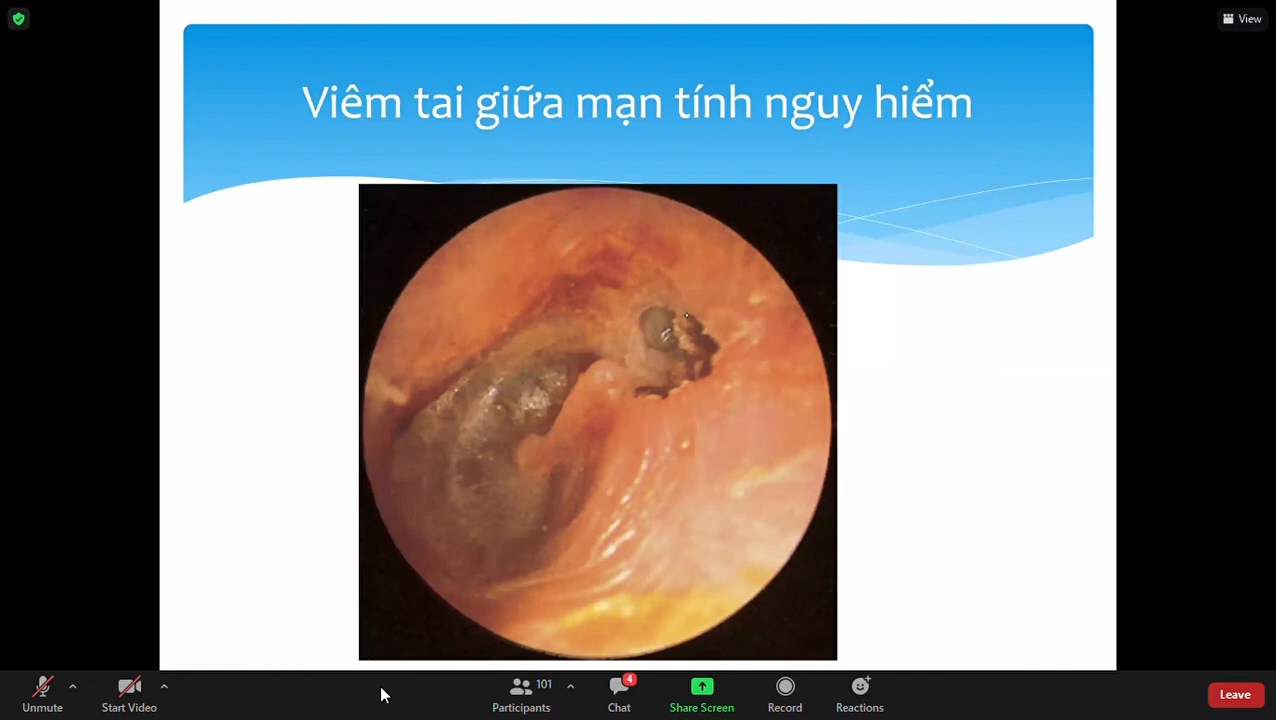 View
Viêm tai giữa mạn tính nguy hiểm
101
4
Unmute
Start Video
Participants
Chat
Share Screen
Record
Reactions
Leave